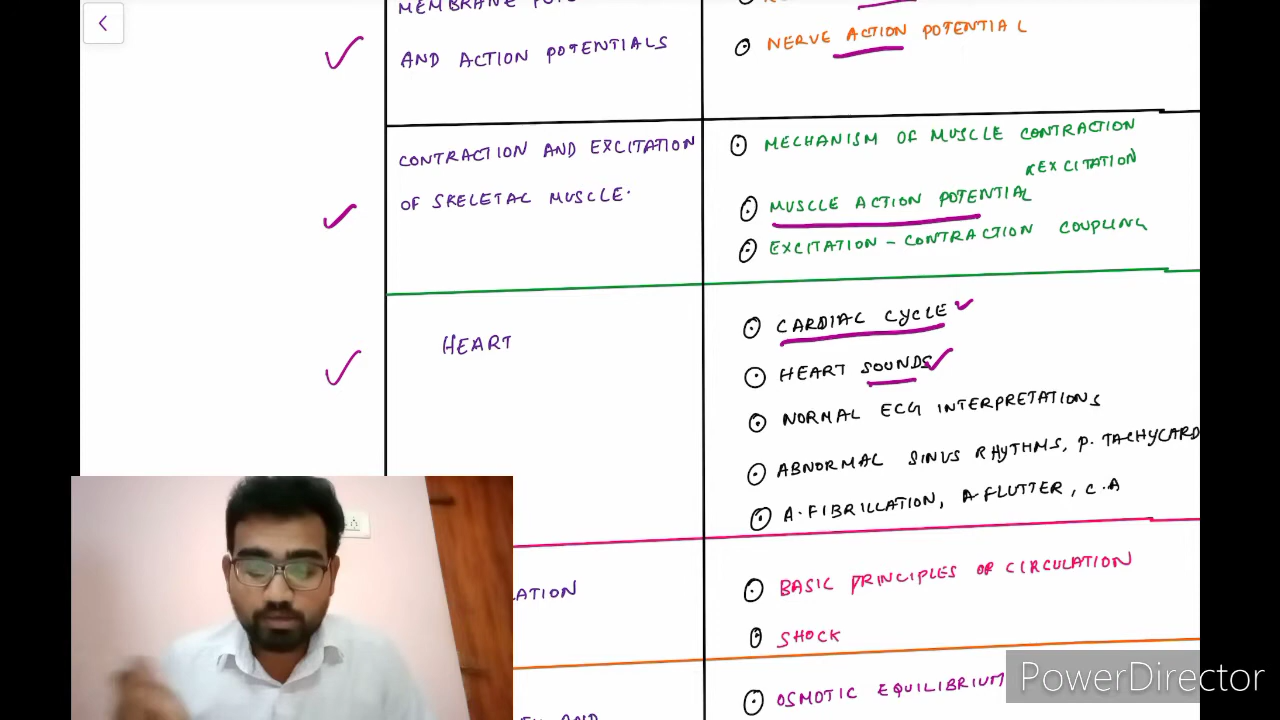 AND ACTION POTENTIALS
NERVE ACTION POTENTIAL
CONTRACTION AND EXCITATION
OF SKELETAL MUSCLE.
MECHANISM OF MUSCLE CONTRACTION
& EXCITATION
MUSCLE ACTION POTENTIAL
EXCITATION - CONTRACTION COUPLING
HEART
CARDIAC CYCLE
HEART SOUNDS
NORMAL ECG INTERPRETATIONS
ABNORMAL SINUS RHYTHMS, P. TACHYCARD
A. FIBRILLATION, A. FLUTTER, C.A
LATION
BASIC PRINCIPLES OF CIRCULATION
SHOCK
OSMOTIC EQUILIBRIUM
PowerDirector